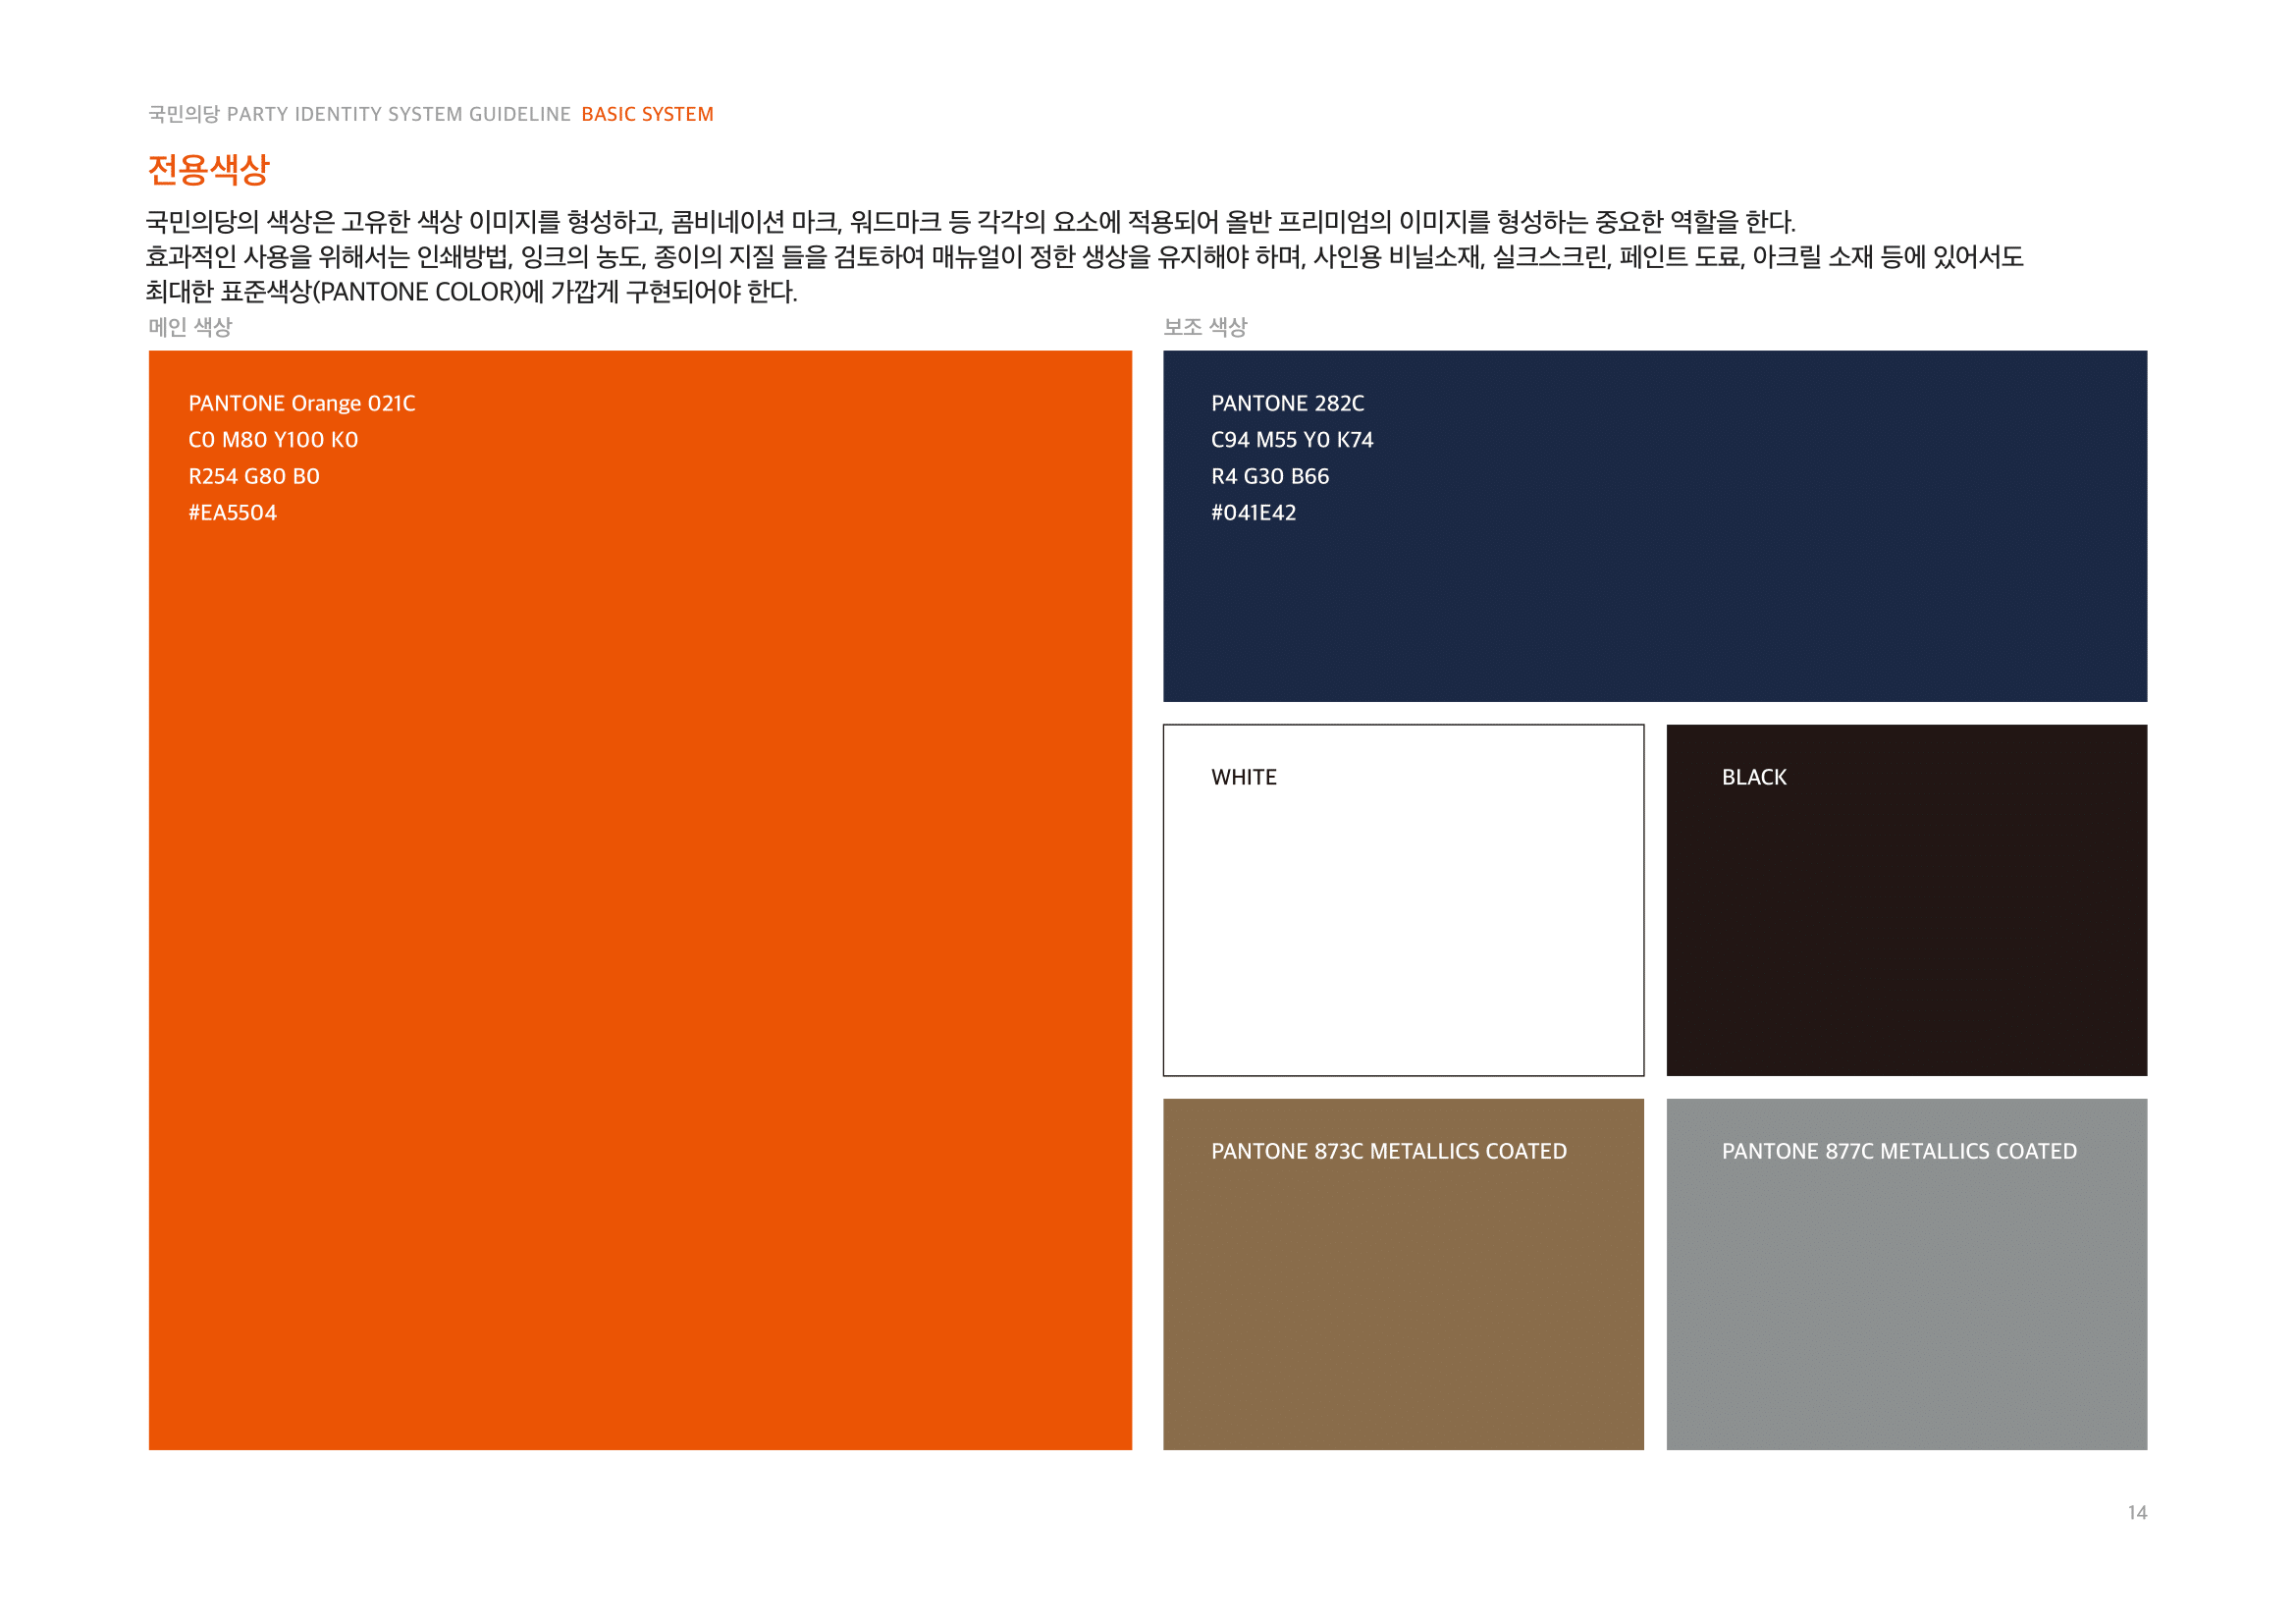 국민의당 PARTY IDENTITY SYSTEM GUIDELINE BASIC SYSTEM
전용색상
국민의당의 색상은 고유한 색상 이미지를 형성하고, 콤비네이션 마크, 워드마크 등 각각의 요소에 적용되어 올반 프리미엄의 이미지를 형성하는 중요한 역할을 한다.
효과적인 사용을 위해서는 인쇄방법, 잉크의 농도, 종이의 지질 들을 검토하여 매뉴얼이 정한 생상을 유지해야 하며, 사인용 비닐소재, 실크스크린, 페인트 도료, 아크릴 소재 등에 있어서도
최대한 표준색상(PANTONE COLOR)에 가깝게 구현되어야 한다.
메인 색상
PANTONE Orange 021C
C0 M80 Y100 K0
R254 G80 B0
#EA5504
보조 색상
PANTONE 282C
C94 M55 Y0 K74
R4 G30 B66
#041E42
WHITE
BLACK
PANTONE 873C METALLICS COATED
PANTONE 877C METALLICS COATED
14